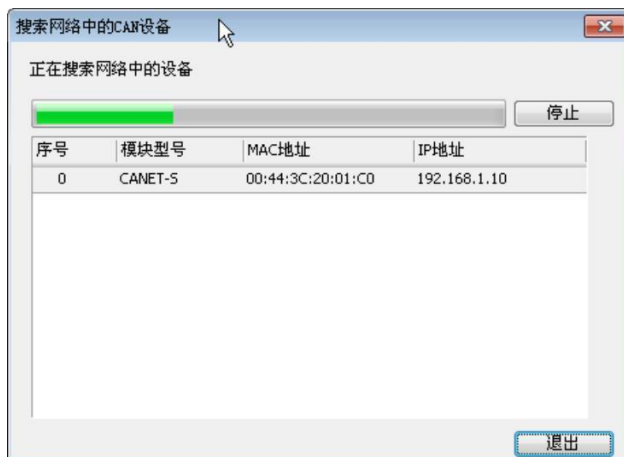 搜索网络中的CAN设备
正在搜索网络中的设备
停止
序号 模块型号 MAC地址 IP地址
0 CANET-S 00:44:3C:20:01:C0 192.168.1.10
退出